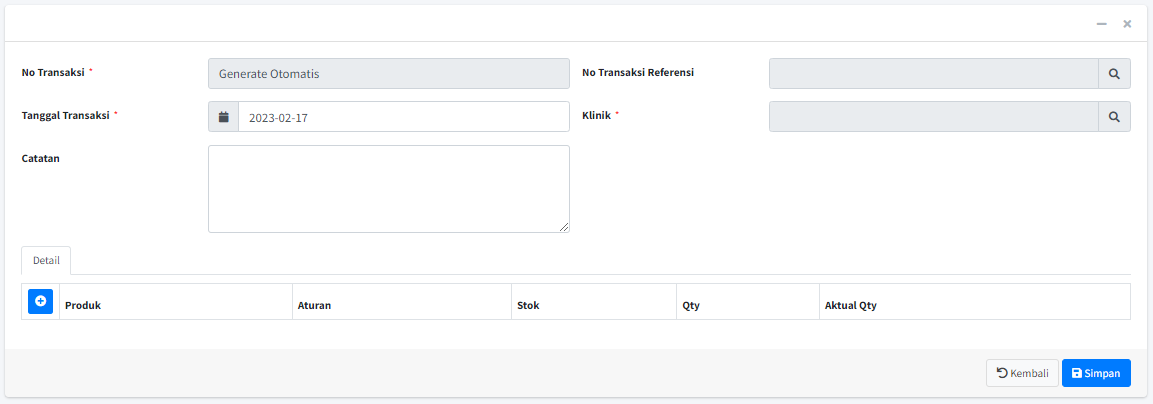 No Transaksi * Generate Otomatis No Transaksi Referensi
Tanggal Transaksi * 2023-02-17 Klinik *
Catatan
Detail
Produk Aturan Stok Qty Aktual Qty
Kembali Simpan